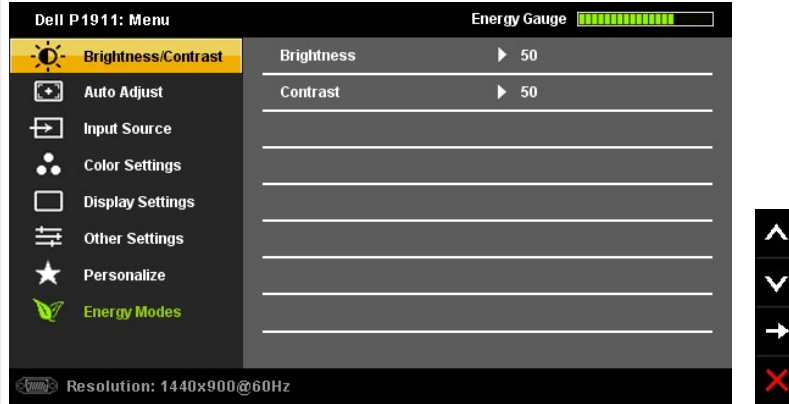 Dell P1911: Menu Energy Gauge
Brightness/Contrast Brightness 50
Auto Adjust Contrast 50
Input Source
Color Settings
Display Settings
Other Settings
Personalize
Energy Modes
Resolution: 1440x900@60Hz